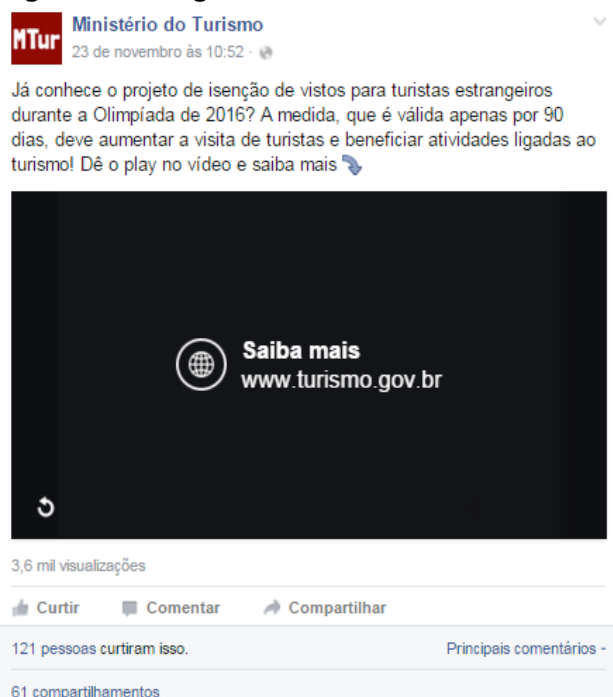 MTur Ministério do Turismo
23 de novembro às 10:52 ·
Já conhece o projeto de isenção de vistos para turistas estrangeiros
durante a Olimpíada de 2016? A medida, que é válida apenas por 90
dias, deve aumentar a visita de turistas e beneficiar atividades ligadas ao
turismo! Dê o play no vídeo e saiba mais
Saiba mais
www.turismo.gov.br
3,6 mil visualizações
Curtir Comentar Compartilhar
121 pessoas curtiram isso. Principais comentários
61 compartilhamentos